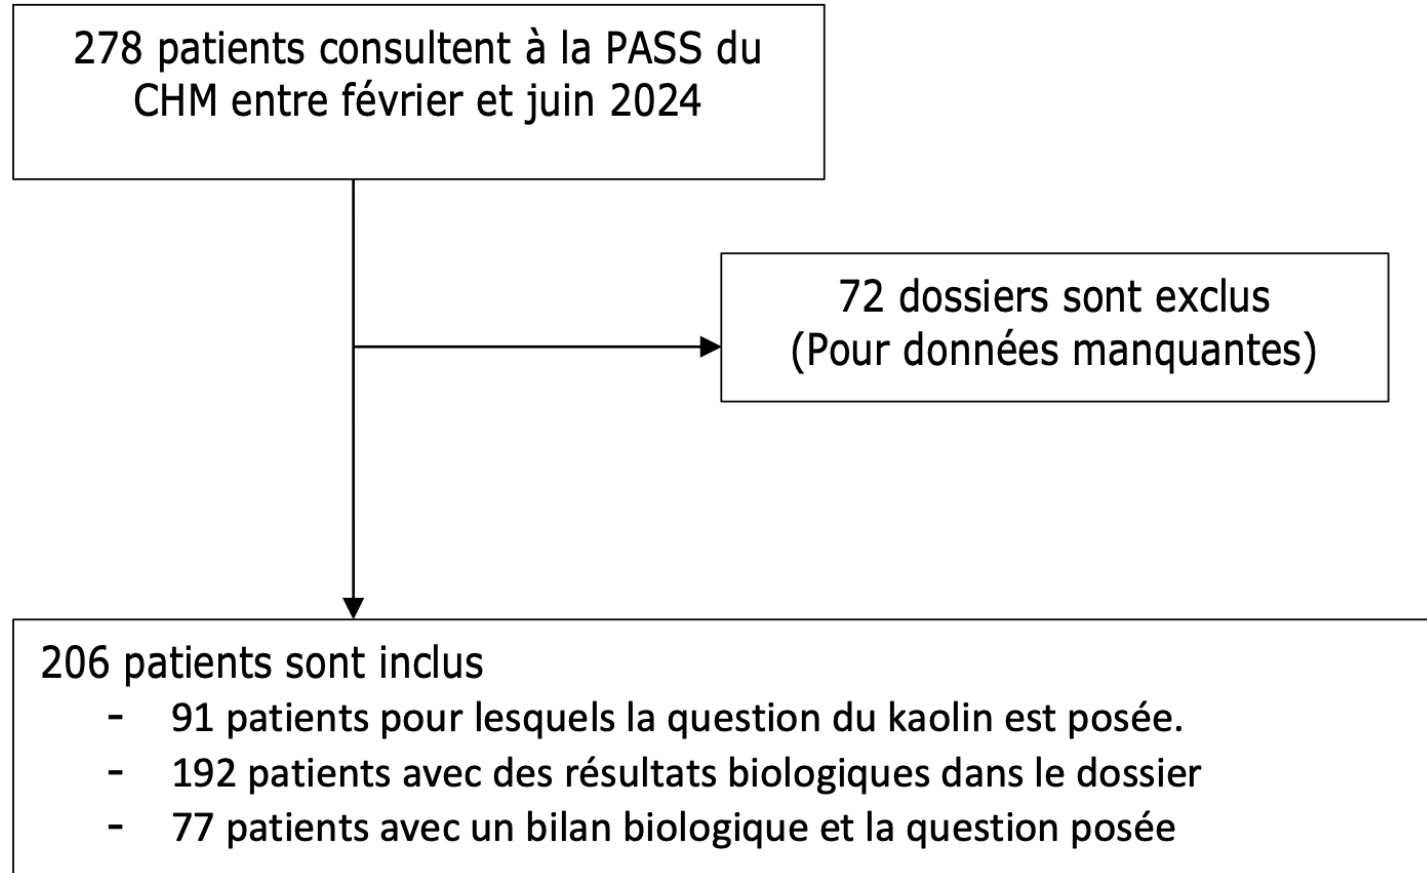 278 patients consultent à la PASS du
CHM entre février et juin 2024
72 dossiers sont exclus
(Pour données manquantes)
206 patients sont inclus
- 91 patients pour lesquels la question du kaolin est posée.
- 192 patients avec des résultats biologiques dans le dossier
- 77 patients avec un bilan biologique et la question posée